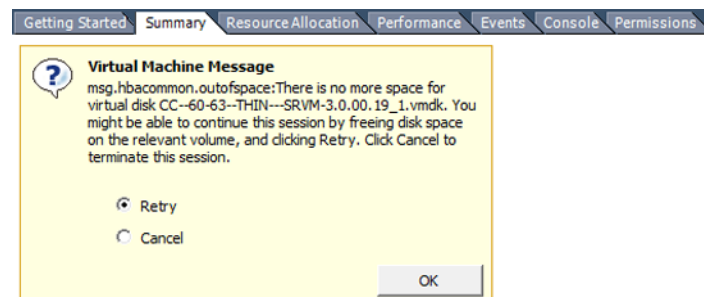 Getting Started Summary Resource Allocation Performance Events Console Permissions
Virtual Machine Message
msg.hbacommon.outofspace:There is no more space for
virtual disk CC--60-63--THIN---SRVM-3.0.00.19_1.vmdk. You
might be able to continue this session by freeing disk space
on the relevant volume, and clicking Retry. Click Cancel to
terminate this session.
Retry
Cancel
OK